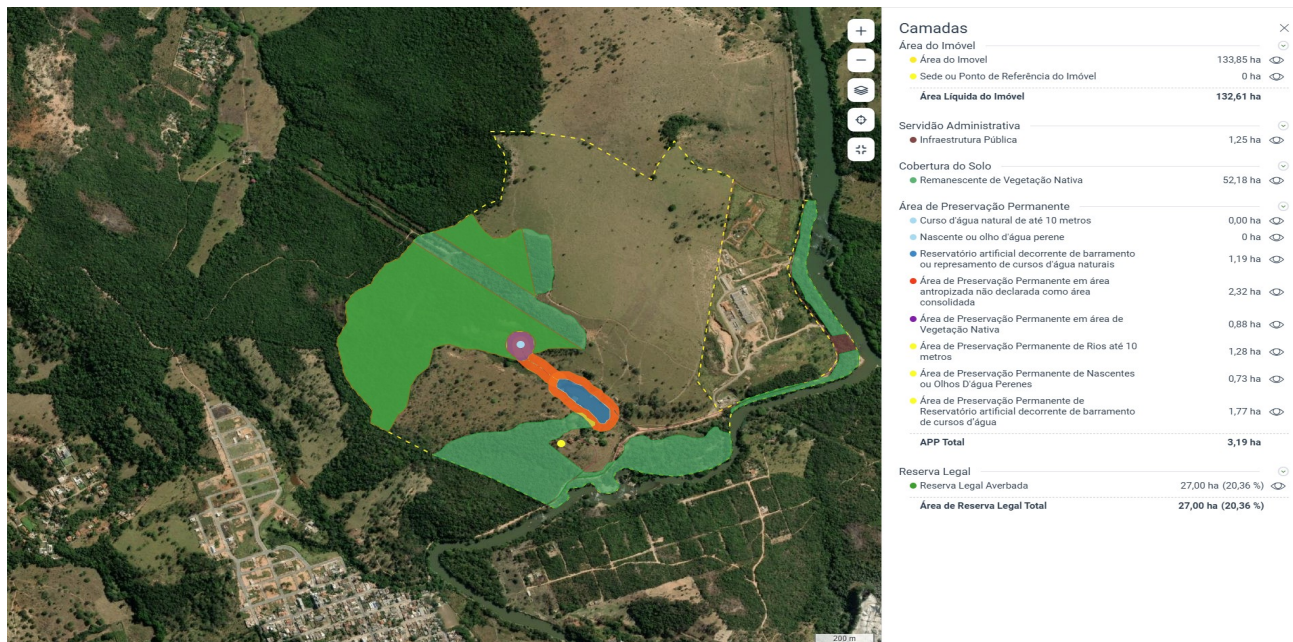 Camadas
Área do Imóvel
Área do Imovel 133,85 ha
Sede ou Ponto de Referência do Imóvel 0 ha
Área Líquida do Imóvel 132,61 ha
Servidão Administrativa
Infraestrutura Pública 1,25 ha
Cobertura do Solo
Remanescente de Vegetação Nativa 52,18 ha
Área de Preservação Permanente
Curso d'água natural de até 10 metros 0,00 ha
Nascente ou olho d'água perene 0 ha
Reservatório artificial decorrente de barramento
ou represamento de cursos d'água naturais 1,19 ha
Área de Preservação Permanente em área
antropizada não declarada como área 2,32 ha
consolidada
Área de Preservação Permanente em área de
Vegetação Nativa 0,88 ha
Área de Preservação Permanente de Rios até 10
metros 1,28 ha
Área de Preservação Permanente de Nascentes
ou Olhos D'água Perenes 0,73 ha
Área de Preservação Permanente de
Reservatório artificial decorrente de barramento 1,77 ha
de cursos d'água
APP Total 3,19 ha
Reserva Legal
Reserva Legal Averbada 27,00 ha (20,36 %)
Área de Reserva Legal Total 27,00 ha (20,36 %)
200 m